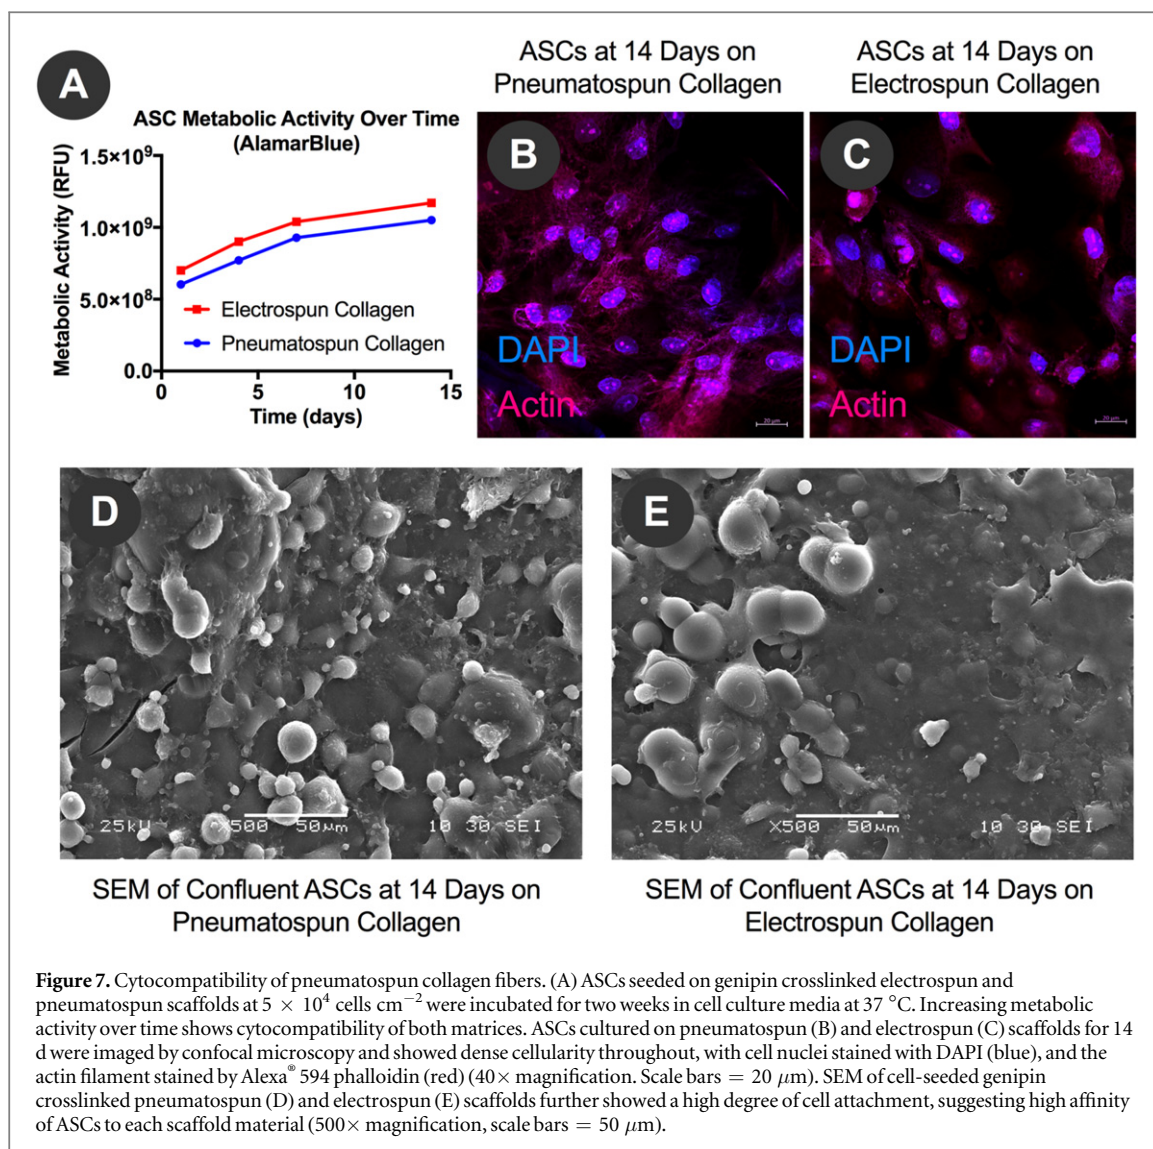 A
ASC Metabolic Activity Over Time
(AlamarBlue)
Metabolic Activity (RFU)
1.5×10⁹
1.0×10⁹
5.0×10⁸
0.0
0
5
10
15
Time (days)
Electrospun Collagen
Pneumatospun Collagen
ASCs at 14 Days on
Pneumatospun Collagen
B
DAPI
Actin
20 μm
ASCs at 14 Days on
Electrospun Collagen
C
DAPI
Actin
20 μm
D
25kV X500 50μm 10 30 SEI
SEM of Confluent ASCs at 14 Days on
Pneumatospun Collagen
E
25kV X500 50μm 10 30 SEI
SEM of Confluent ASCs at 14 Days on
Electrospun Collagen
Figure 7. Cytocompatibility of pneumatospun collagen fibers. (A) ASCs seeded on genipin crosslinked electrospun and
pneumatospun scaffolds at 5 × 10⁴ cells cm⁻² were incubated for two weeks in cell culture media at 37 °C. Increasing metabolic
activity over time shows cytocompatibility of both matrices. ASCs cultured on pneumatospun (B) and electrospun (C) scaffolds for 14
d were imaged by confocal microscopy and showed dense cellularity throughout, with cell nuclei stained with DAPI (blue), and the
actin filament stained by Alexa® 594 phalloidin (red) (40× magnification. Scale bars = 20 μm). SEM of cell-seeded genipin
crosslinked pneumatospun (D) and electrospun (E) scaffolds further showed a high degree of cell attachment, suggesting high affinity
of ASCs to each scaffold material (500× magnification, scale bars = 50 μm).